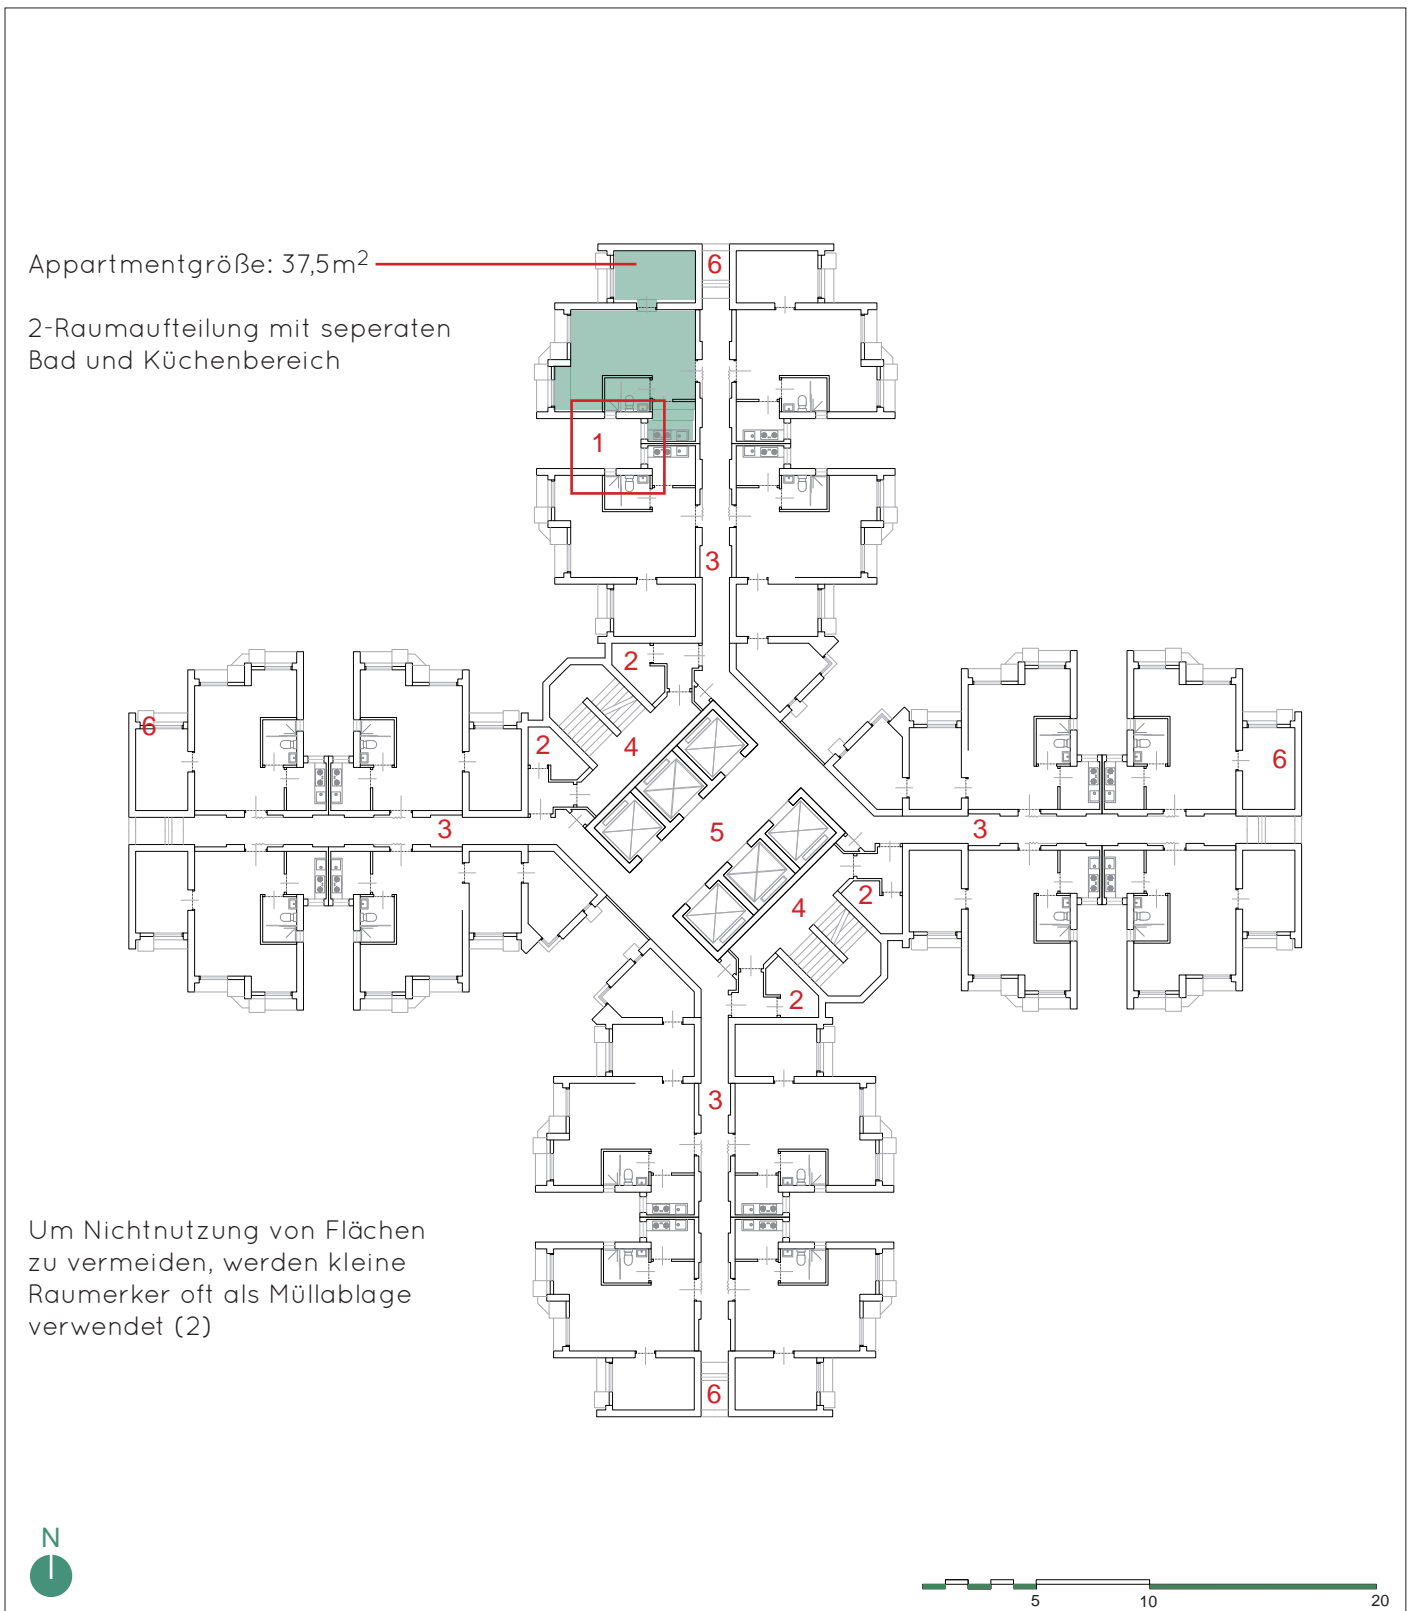 Appartmentgröße: 37,5m²
2-Raumaufteilung mit seperaten
Bad und Küchenbereich
6
1
3
2
6
2
4
6
3
5
3
2
4
2
3
Um Nichtnutzung von Flächen
zu vermeiden, werden kleine
Raumerker oft als Müllablage
verwendet (2)
6
N
5 10 20